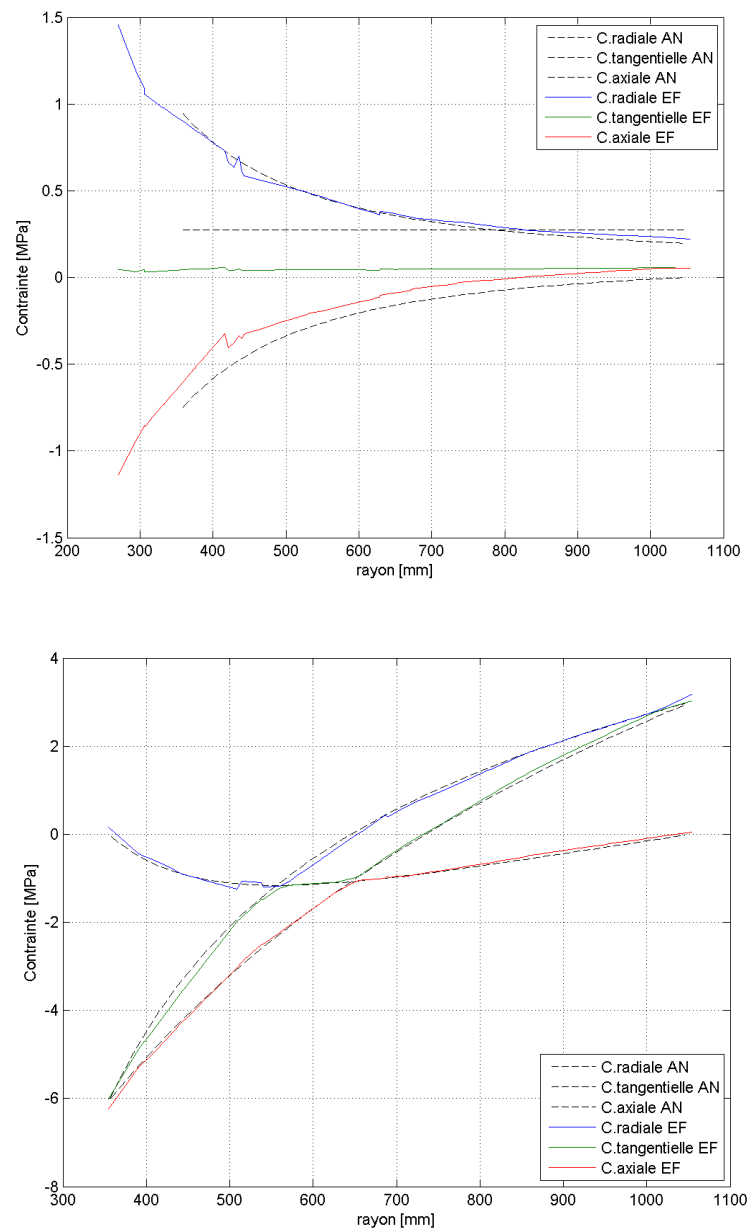 1.5
1
0.5
0
-0.5
-1
-1.5
Contrainte [MPa]
C.radiale AN
C.tangentielle AN
C.axiale AN
C.radiale EF
C.tangentielle EF
C.axiale EF
200 300 400 500 600 700 800 900 1000 1100
rayon [mm]
4
2
0
-2
-4
-6
-8
Contrainte [MPa]
C.radiale AN
C.tangentielle AN
C.axiale AN
C.radiale EF
C.tangentielle EF
C.axiale EF
300 400 500 600 700 800 900 1000 1100
rayon [mm]